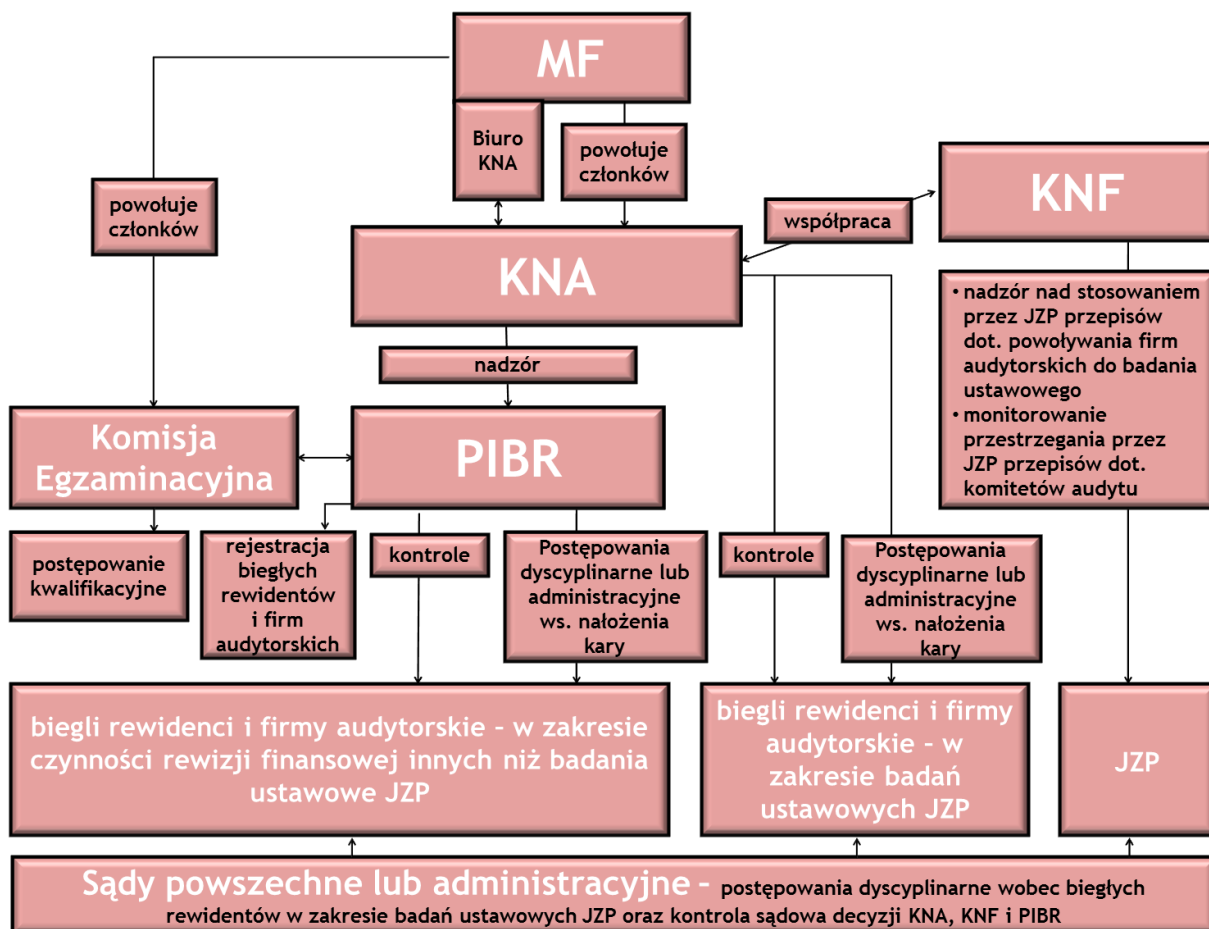 MF
Biuro
KNA
powołuje
członków
powołuje
członków
KNF
współpraca
KNA
• nadzór nad stosowaniem
przez JZP przepisów
dot. powoływania firm
audytorskich do badania
ustawowego
• monitorowanie
przestrzegania przez
JZP przepisów dot.
komitetów audytu
nadzór
Komisja
Egzaminacyjna
PIBR
postępowanie
kwalifikacyjne
rejestracja
biegłych
rewidentów
i firm
audytorskich
kontrole
Postępowania
dyscyplinarne lub
administracyjne
ws. nałożenia
kary
kontrole
Postępowania
dyscyplinarne lub
administracyjne
ws. nałożenia
kary
biegli rewidenci i firmy audytorskie – w zakresie
czynności rewizji finansowej innych niż badania
ustawowe JZP
biegli rewidenci i firmy
audytorskie – w
zakresie badań
ustawowych JZP
JZP
Sądy powszechne lub administracyjne – postępowania dyscyplinarne wobec biegłych
rewidentów w zakresie badań ustawowych JZP oraz kontrola sądowa decyzji KNA, KNF i PIBR